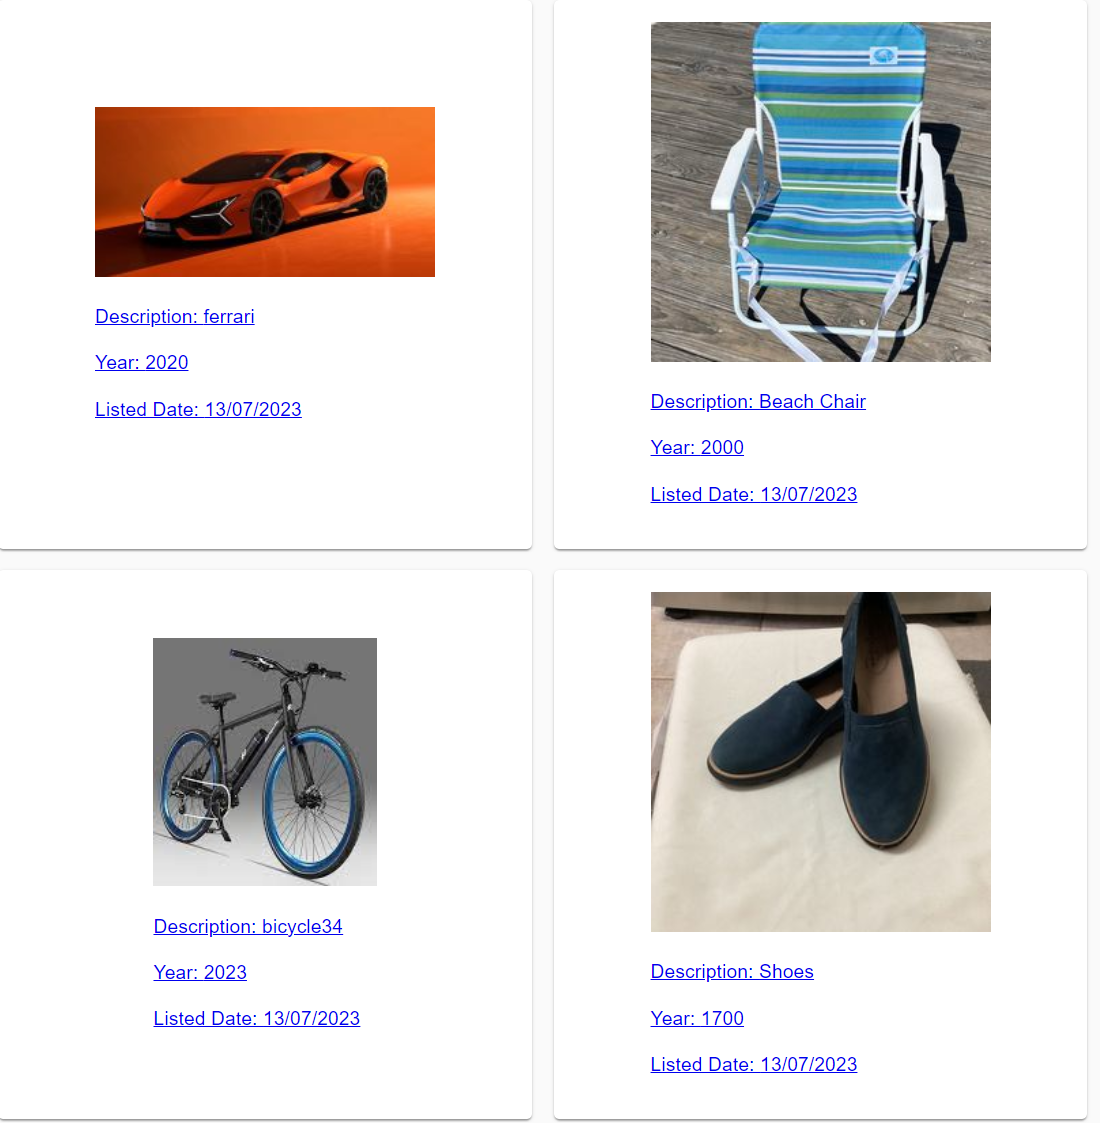 Description: ferrari
Year: 2020
Listed Date: 13/07/2023
Description: Beach Chair
Year: 2000
Listed Date: 13/07/2023
Description: bicycle34
Year: 2023
Listed Date: 13/07/2023
Description: Shoes
Year: 1700
Listed Date: 13/07/2023